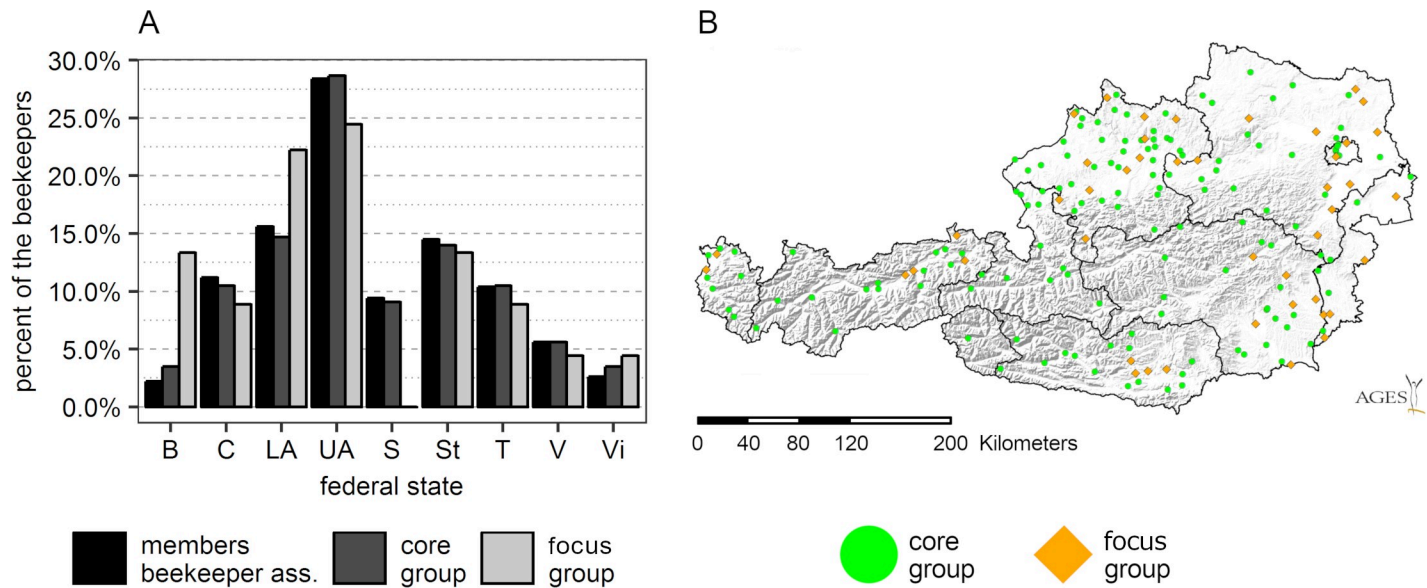 A
percent of the beekeepers
30.0%
25.0%
20.0%
15.0%
10.0%
5.0%
0.0%
B C LA UA S St T V Vi
federal state
members
beekeeper ass.
core
group
focus
group
B
AGES
0 40 80 120 200 Kilometers
core
group
focus
group